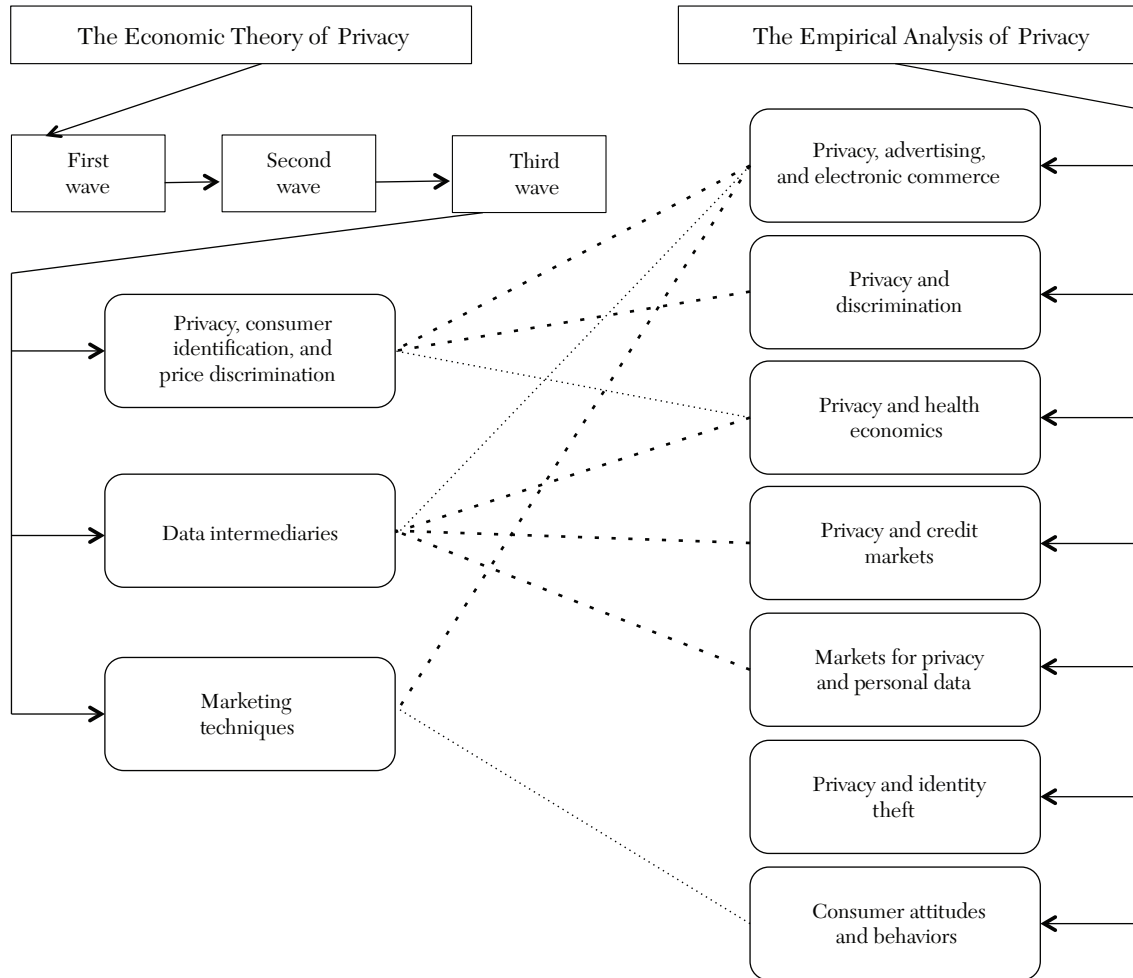 The Economic Theory of Privacy
The Empirical Analysis of Privacy
First
wave
Second
wave
Third
wave
Privacy, consumer
identification, and
price discrimination
Data intermediaries
Marketing
techniques
Privacy, advertising,
and electronic commerce
Privacy and
discrimination
Privacy and health
economics
Privacy and credit
markets
Markets for privacy
and personal data
Privacy and identity
theft
Consumer attitudes
and behaviors